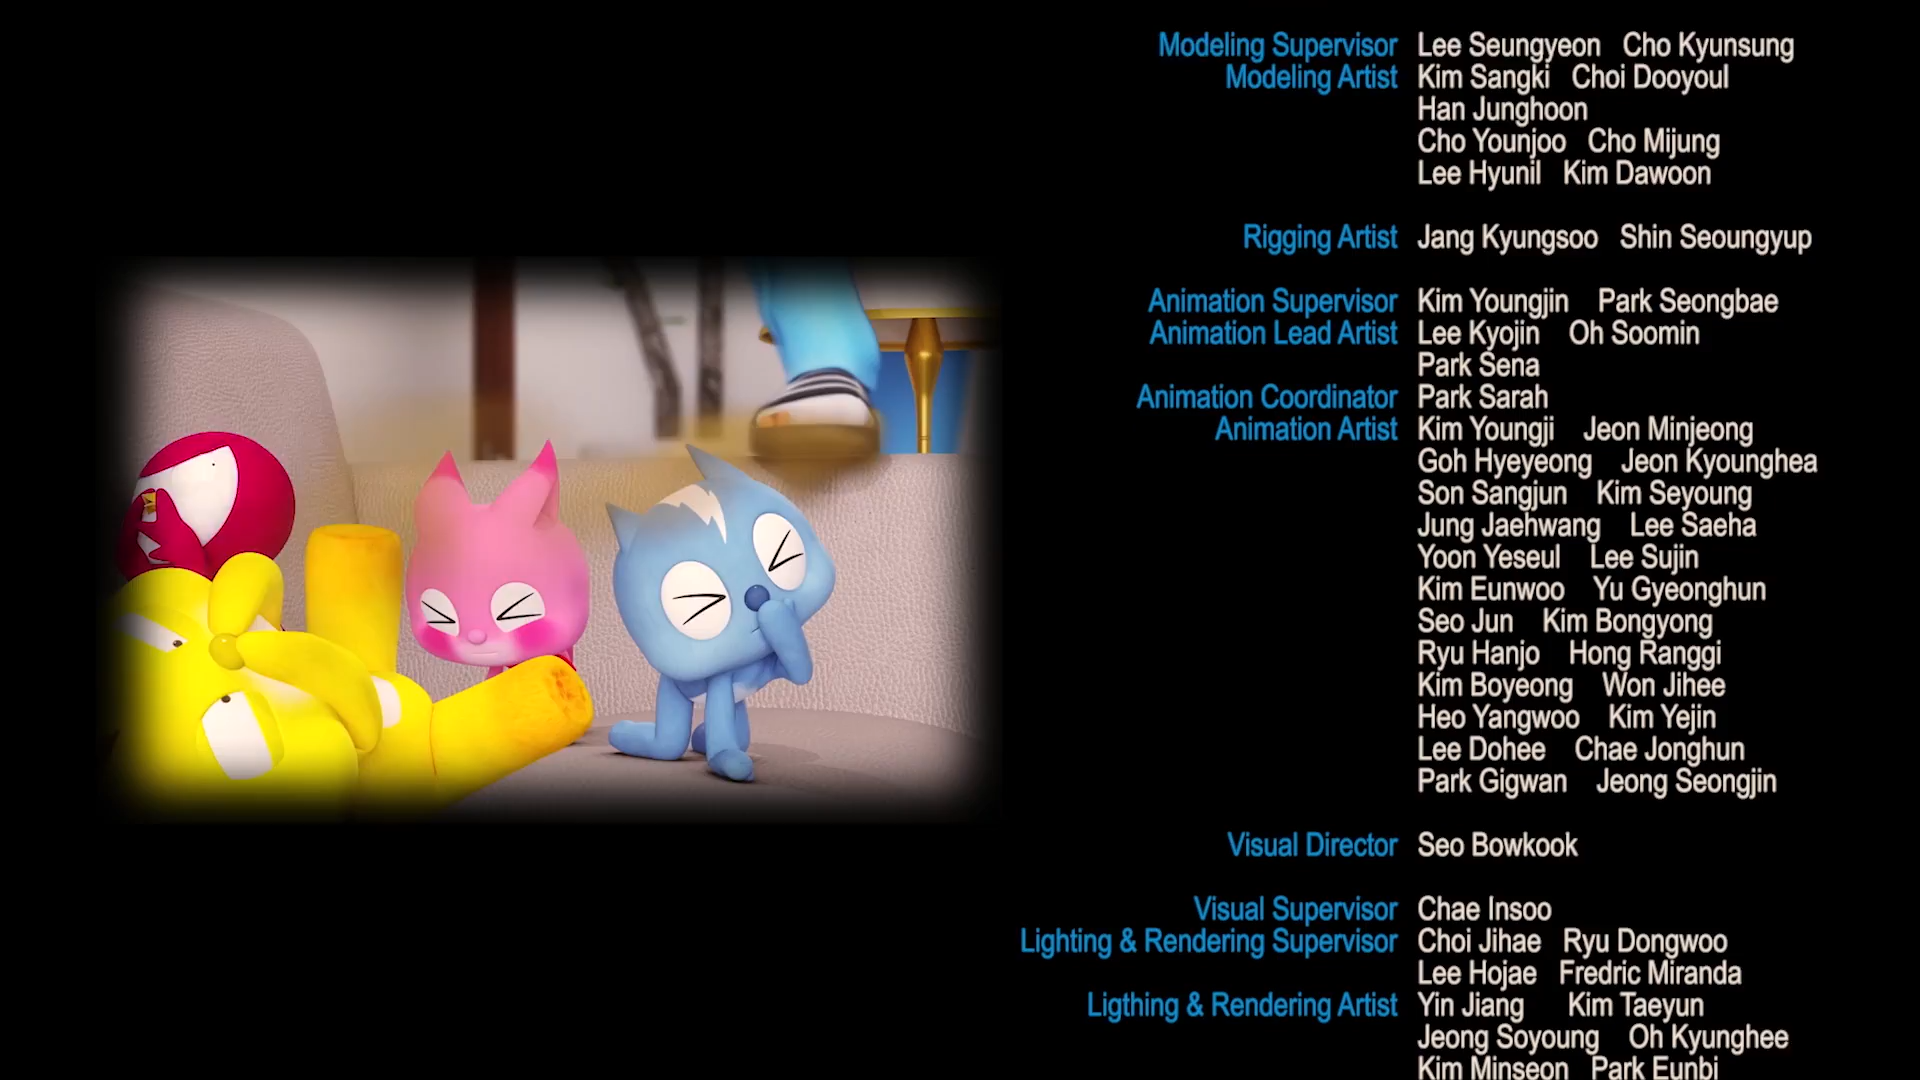 Modeling Supervisor Lee Seungyeon Cho Kyunsung
Modeling Artist Kim Sangki Choi Dooyoul
Han Junghoon
Cho Younjoo Cho Mijung
Lee Hyunil Kim Dawoon
Rigging Artist Jang Kyungsoo Shin Seoungyup
Animation Supervisor Kim Youngjin Park Seongbae
Animation Lead Artist Lee Kyojin Oh Soomin
Park Sena
Animation Coordinator Park Sarah
Animation Artist Kim Youngji Jeon Minjeong
Goh Hyeyeong Jeon Kyounghea
Son Sangjun Kim Seyoung
Jung Jaehwang Lee Saeha
Yoon Yeseul Lee Sujin
Kim Eunwoo Yu Gyeonghun
Seo Jun Kim Bongyong
Ryu Hanjo Hong Ranggi
Kim Boyeong Won Jihee
Heo Yangwoo Kim Yejin
Lee Dohee Chae Jonghun
Park Gigwan Jeong Seongjin
Visual Director Seo Bowkook
Visual Supervisor Chae Insoo
Lighting & Rendering Supervisor Choi Jihae Ryu Dongwoo
Lee Hojae Fredric Miranda
Ligthing & Rendering Artist Yin Jiang Kim Taeyun
Jeong Soyoung Oh Kyunghee
Kim Minseon Park Eunbi